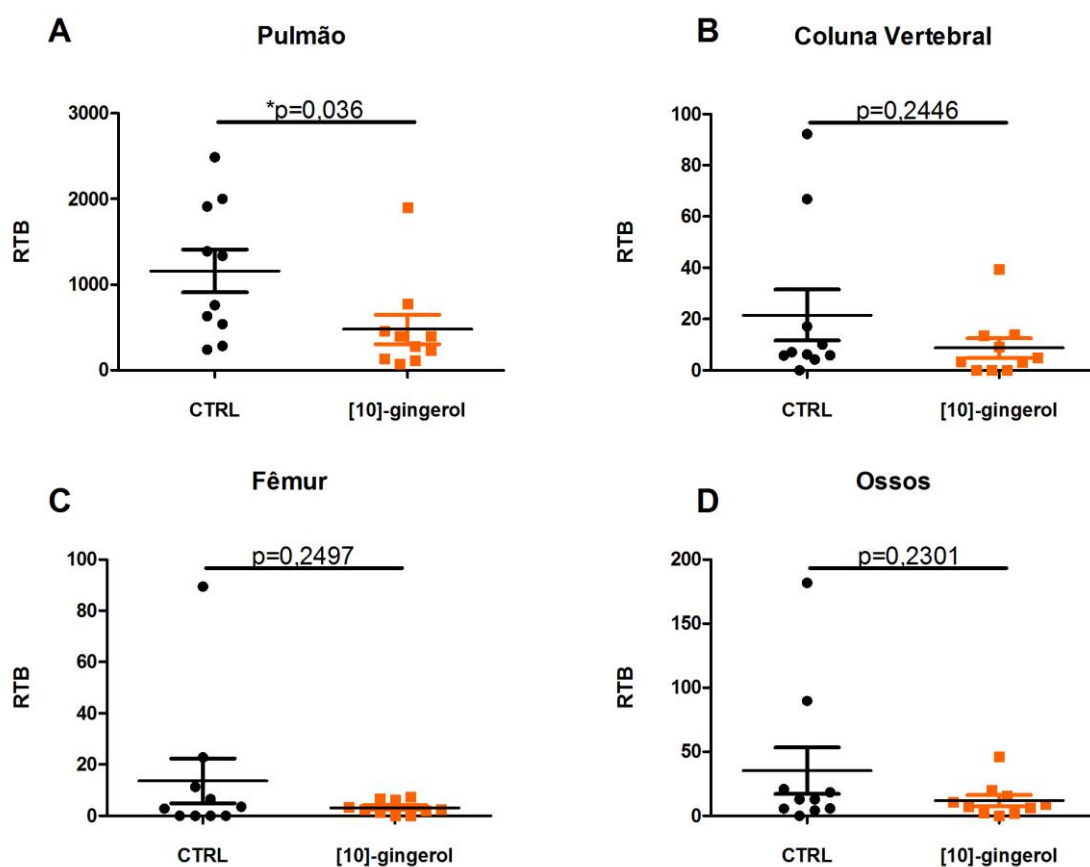 A
Pulmão
*p=0,036
3000
2000
1000
0
RTB
CTRL
[10]-gingerol
B
Coluna Vertebral
p=0,2446
100
80
60
40
20
0
RTB
CTRL
[10]-gingerol
C
Fêmur
p=0,2497
100
80
60
40
20
0
RTB
CTRL
[10]-gingerol
D
Ossos
p=0,2301
200
150
100
50
0
RTB
CTRL
[10]-gingerol